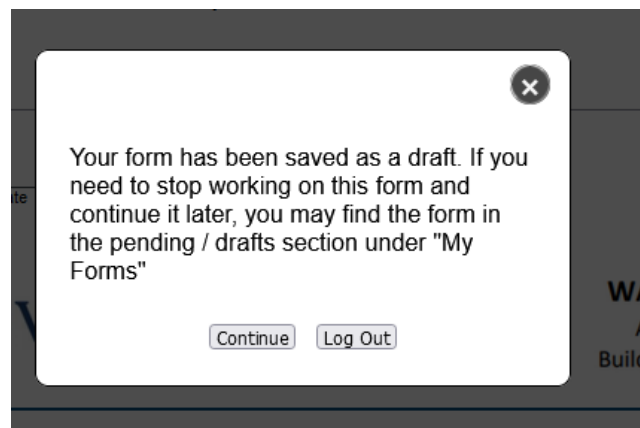 Your form has been saved as a draft. If you
need to stop working on this form and
continue it later, you may find the form in
the pending / drafts section under "My
Forms"
Continue Log Out